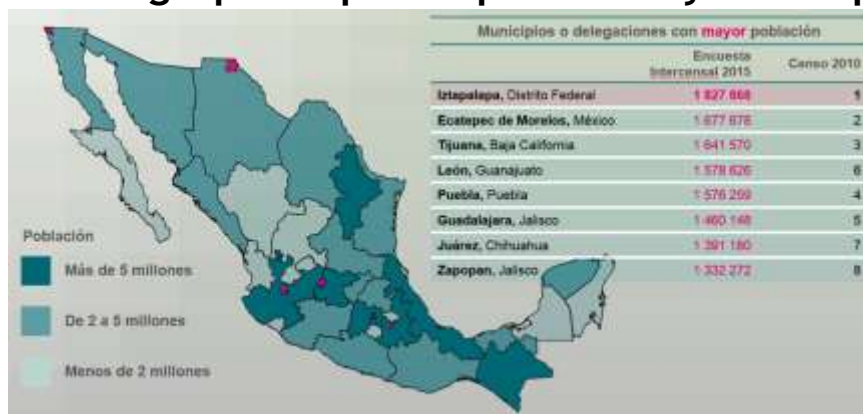 Municipios o delegaciones con mayor población
Encuesta Intercensal 2015 Censo 2010
Iztapalapa, Distrito Federal 1 827 868 1
Ecatepec de Morelos, México 1 677 678 2
Tijuana, Baja California 1 641 570 3
León, Guanajuato 1 578 626 6
Puebla, Puebla 1 576 259 4
Guadalajara, Jalisco 1 460 148 5
Juárez, Chihuahua 1 391 180 7
Zapopan, Jalisco 1 332 272 8
Población
Más de 5 millones
De 2 a 5 millones
Menos de 2 millones